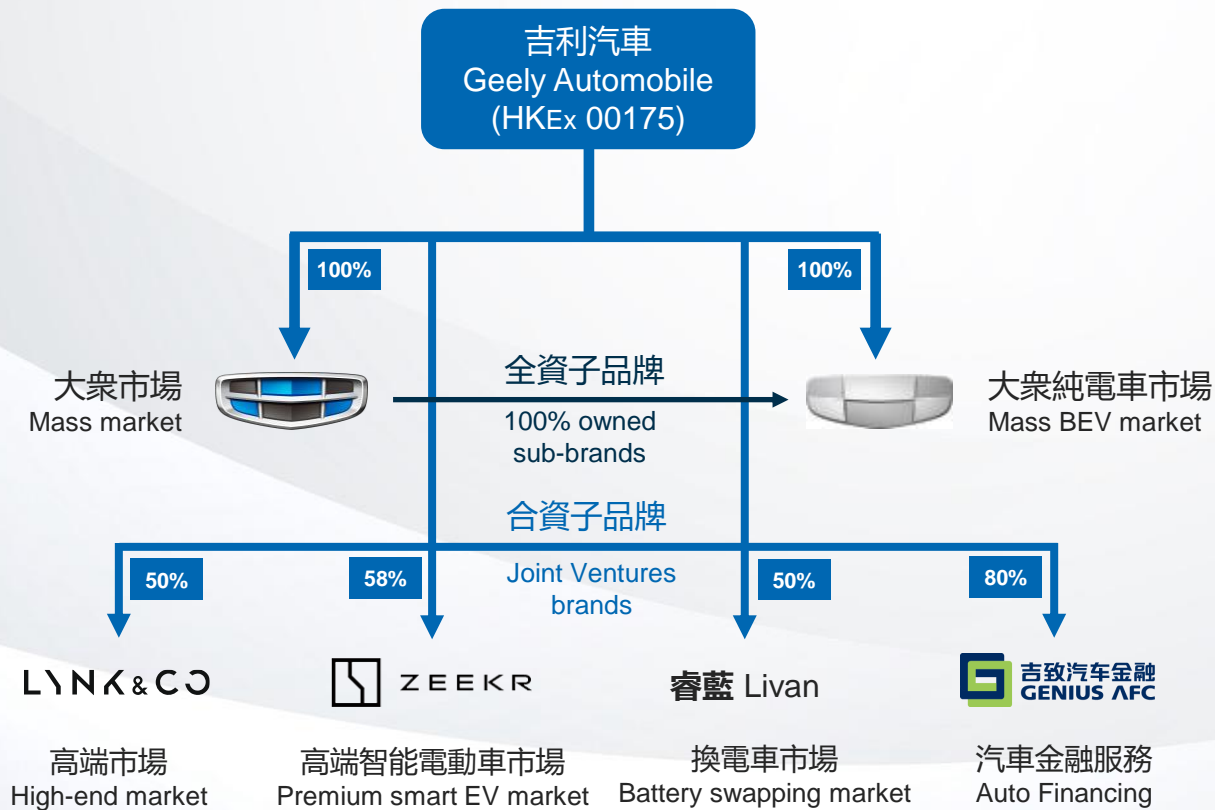 吉利汽車
Geely Automobile
(HKEx 00175)
100%
100%
大衆市場
Mass market
全資子品牌
100% owned
sub-brands
大衆純電車市場
Mass BEV market
合資子品牌
Joint Ventures
brands
50%
58%
50%
80%
LYNK & CO
ZEEKR
睿藍 Livan
吉致汽车金融
GENIUS AFC
高端市場
High-end market
高端智能電動車市場
Premium smart EV market
換電車市場
Battery swapping market
汽車金融服務
Auto Financing